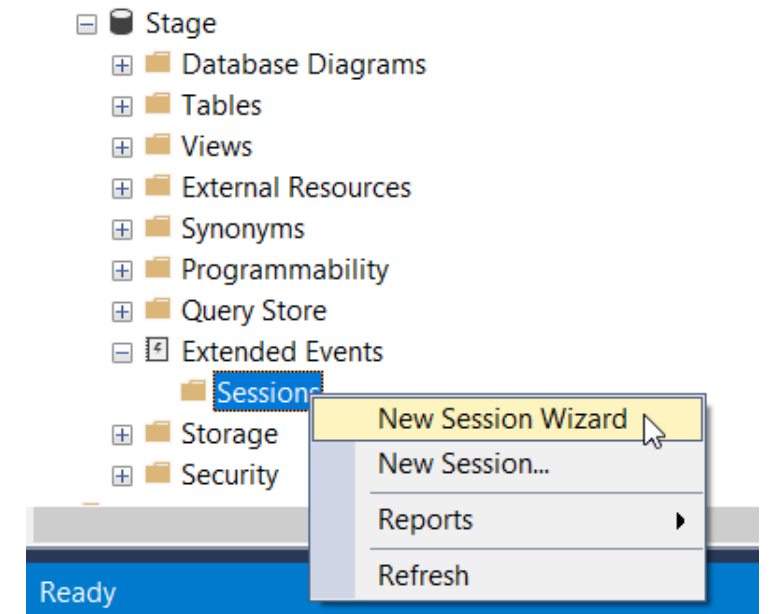 Stage
Database Diagrams
Tables
Views
External Resources
Synonyms
Programmability
Query Store
Extended Events
Sessions
New Session Wizard
Storage
New Session...
Security
Reports
Refresh
Ready